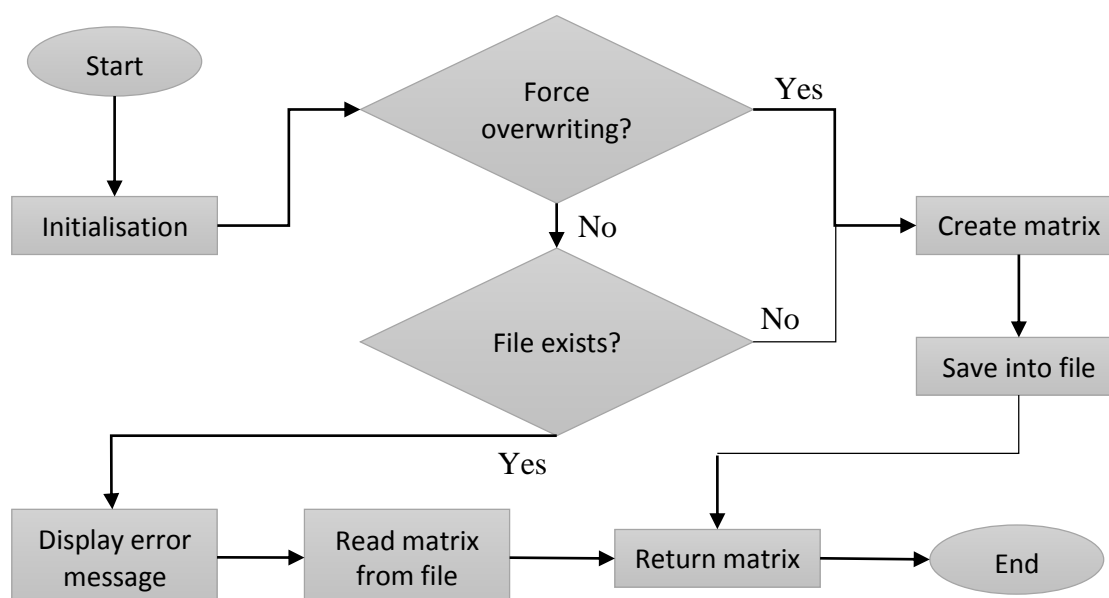 Start
Force
overwriting?
Yes
Initialisation
No
Create matrix
File exists?
No
Save into file
Yes
Display error
message
Read matrix
from file
Return matrix
End